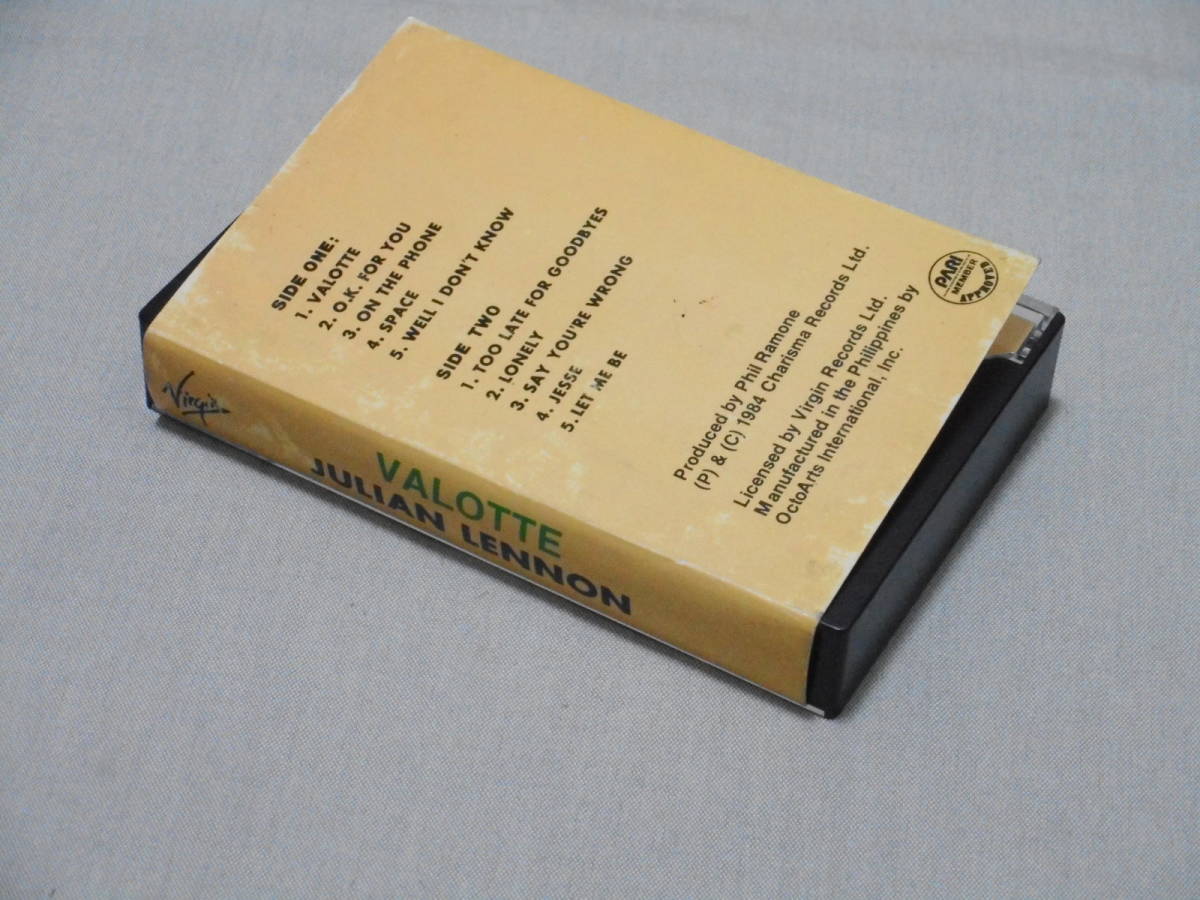 SIDE ONE:
1. VALOTTE
2. O.K. FOR YOU
3. ON THE PHONE
4. SPACE
5. WELL I DON'T KNOW
SIDE TWO
1. TOO LATE FOR GOODBYES
2. LONELY
3. SAY YOU'RE WRONG
4. JESSE
5. LET ME BE
Produced by Phil Ramone
(P) & (C) 1984 Charisma Records Ltd.
Licensed by Virgin Records Ltd.
Manufactured in the Philippines by
OctoArts International, Inc.
PARI
MEMBER
APPROVED
Virgin
VALOTTE
JULIAN LENNON